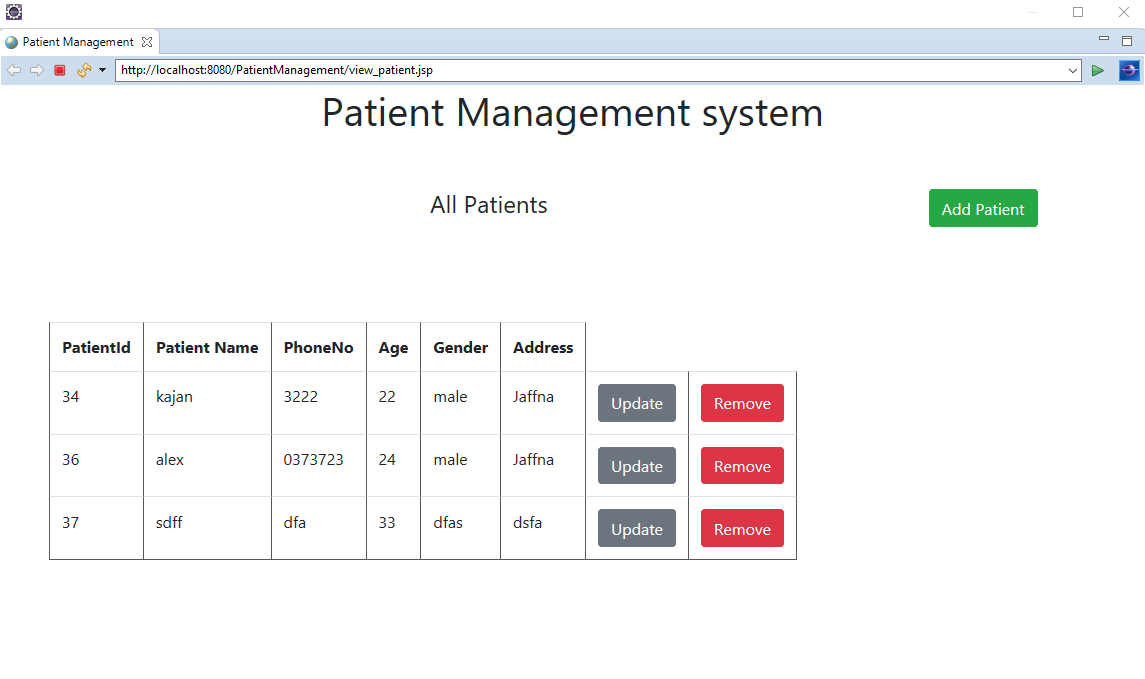 Patient Management
http://localhost:8080/PatientManagement/view_patient.jsp
Patient Management system
All Patients
Add Patient
PatientId Patient Name PhoneNo Age Gender Address
34 kajan 3222 22 male Jaffna Update Remove
36 alex 0373723 24 male Jaffna Update Remove
37 sdff dfa 33 dfas dsfa Update Remove